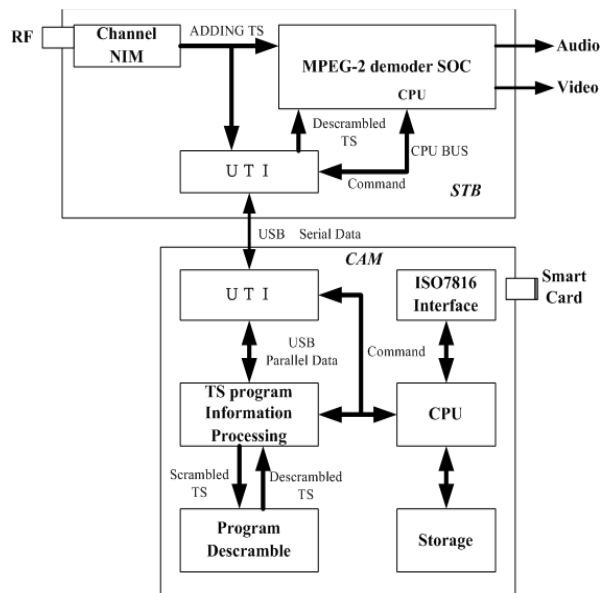 RF
Channel
NIM
ADDING TS
MPEG-2 demoder SOC
CPU
Audio
Video
Descrambled
TS
CPU BUS
UTI
Command
STB
USB Serial Data
CAM
UTI
ISO7816
Interface
Smart
Card
USB
Parallel Data
Command
TS program
Information
Processing
CPU
Scrambled
TS
Descrambled
TS
Program
Descramble
Storage